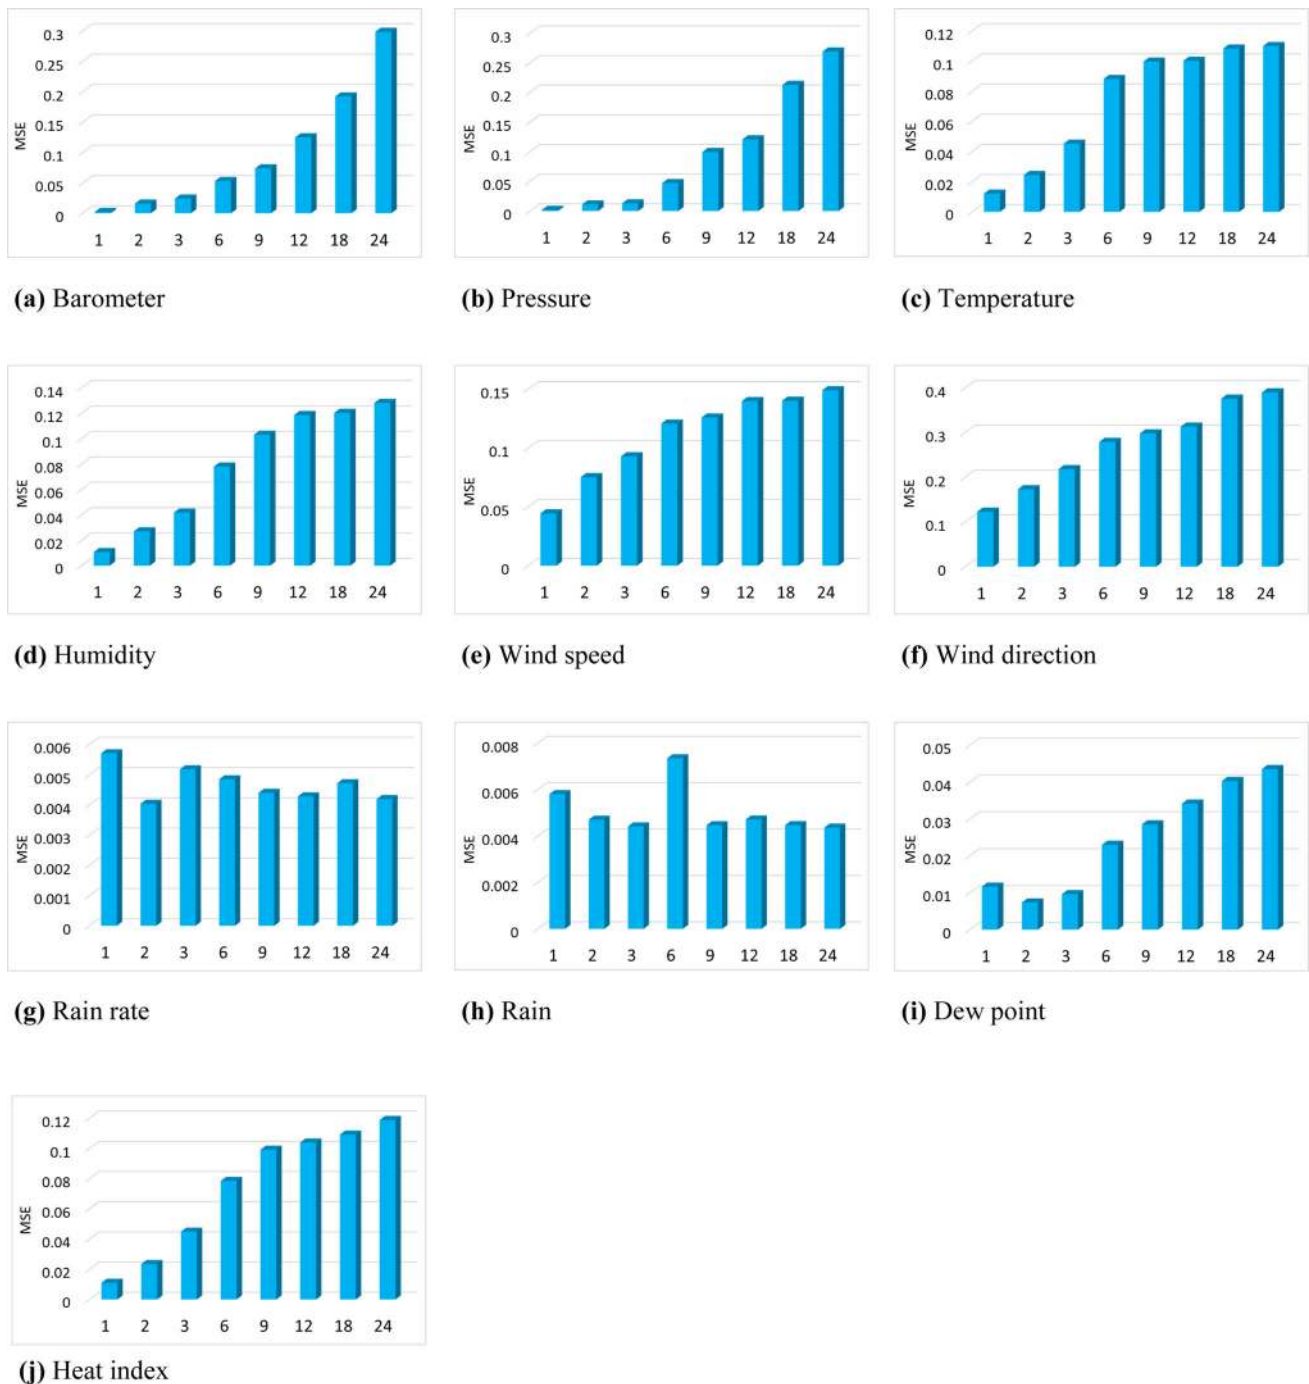 0.3
0.25
0.2
0.15
0.1
0.05
0
MSE
1 2 3 6 9 12 18 24
(a) Barometer
0.3
0.25
0.2
0.15
0.1
0.05
0
MSE
1 2 3 6 9 12 18 24
(b) Pressure
0.12
0.1
0.08
0.06
0.04
0.02
0
MSE
1 2 3 6 9 12 18 24
(c) Temperature
0.14
0.12
0.1
0.08
0.06
0.04
0.02
0
MSE
1 2 3 6 9 12 18 24
(d) Humidity
0.15
0.1
0.05
0
MSE
1 2 3 6 9 12 18 24
(e) Wind speed
0.4
0.3
0.2
0.1
0
MSE
1 2 3 6 9 12 18 24
(f) Wind direction
0.006
0.005
0.004
0.003
0.002
0.001
0
MSE
1 2 3 6 9 12 18 24
(g) Rain rate
0.008
0.006
0.004
0.002
0
MSE
1 2 3 6 9 12 18 24
(h) Rain
0.05
0.04
0.03
0.02
0.01
0
MSE
1 2 3 6 9 12 18 24
(i) Dew point
0.12
0.1
0.08
0.06
0.04
0.02
0
MSE
1 2 3 6 9 12 18 24
(j) Heat index